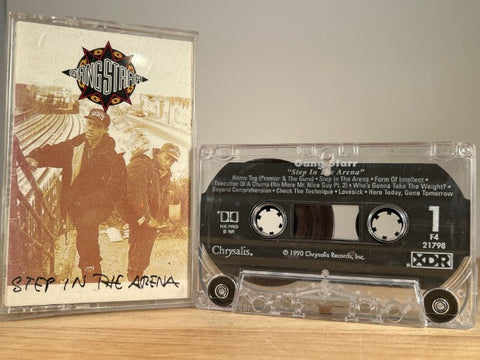 GANG STARR
STEP IN THE ARENA
Gang Starr
"Step In The Arena"
Name Tag (Premier & The Guru) • Step In The Arena • Form Of Intellect •
Execution Of A Chump (No More Mr. Nice Guy Pt. 2) • Who's Gonna Take The Weight? •
Beyond Comprehension • Check The Technique • Lovesick • Here Today, Gone Tomorrow
HX PRO
B NR
1
F4
21798
Chrysalis.
© 1990 Chrysalis Records, Inc.
XDR